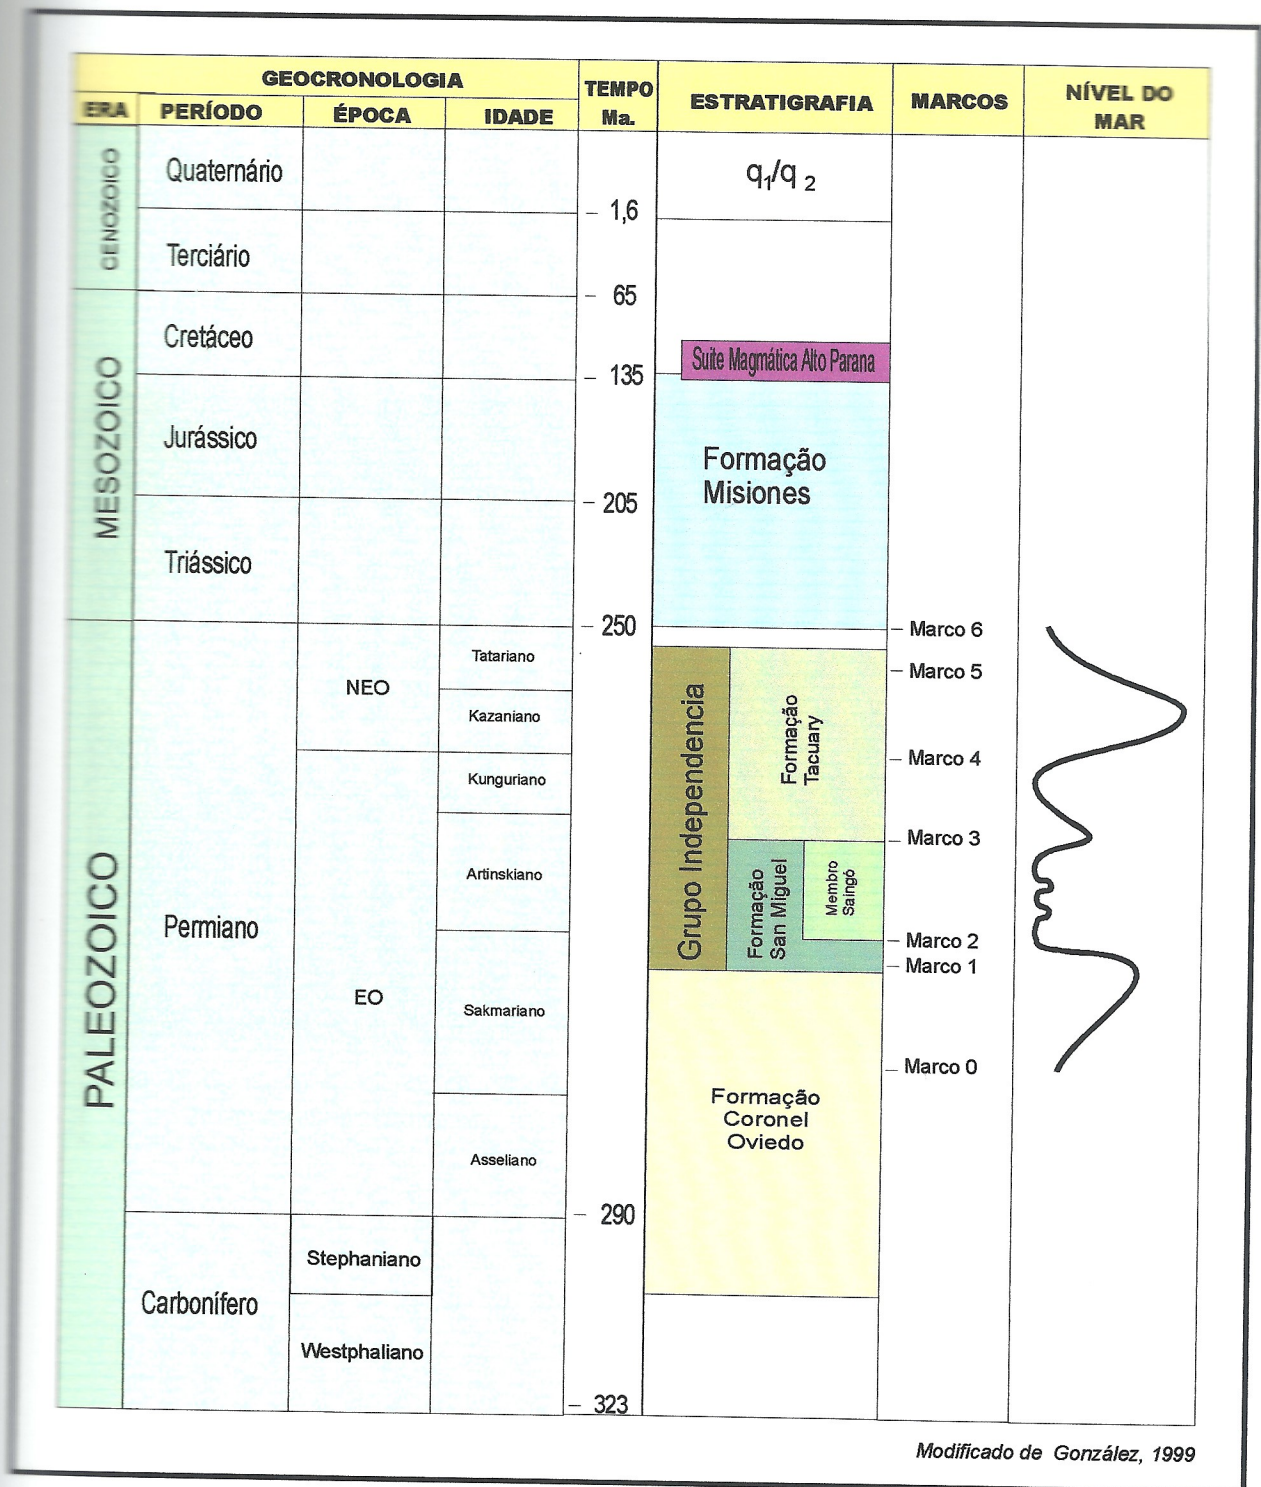 GEOCRONOLOGIA
TEMPO
Ma.
ESTRATIGRAFIA
MARCOS
NÍVEL DO
MAR
ERA
PERÍODO
ÉPOCA
IDADE
CENOZOICO
Quaternário
q1/q 2
1,6
Terciário
65
MESOZOICO
Cretáceo
Suite Magmática Alto Parana
135
Jurássico
Formação
Misiones
205
Triássico
250
Marco 6
PALEOZOICO
Permiano
NEO
Tatariano
Kazaniano
EO
Kunguriano
Artinskiano
Sakmariano
Asseliano
Grupo Independencia
Formação
Tacuary
Formação
San Miguel
Membro
Saingó
Marco 5
Marco 4
Marco 3
Marco 2
Marco 1
Marco 0
Formação
Coronel
Oviedo
290
Carbonífero
Stephaniano
Westphaliano
323
Modificado de González, 1999